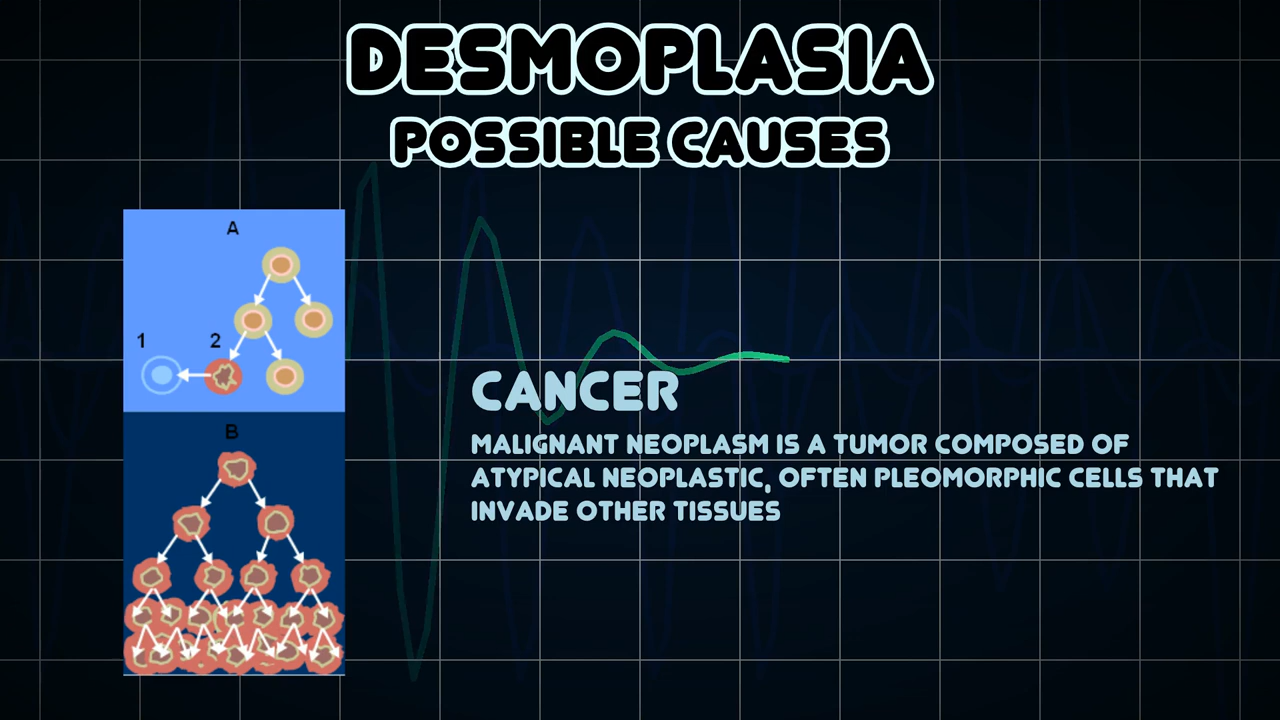 DESMOPLASIA
POSSIBLE CAUSES
A
1 2
B
CANCER
MALIGNANT NEOPLASM IS A TUMOR COMPOSED OF
ATYPICAL NEOPLASTIC, OFTEN PLEOMORPHIC CELLS THAT
INVADE OTHER TISSUES